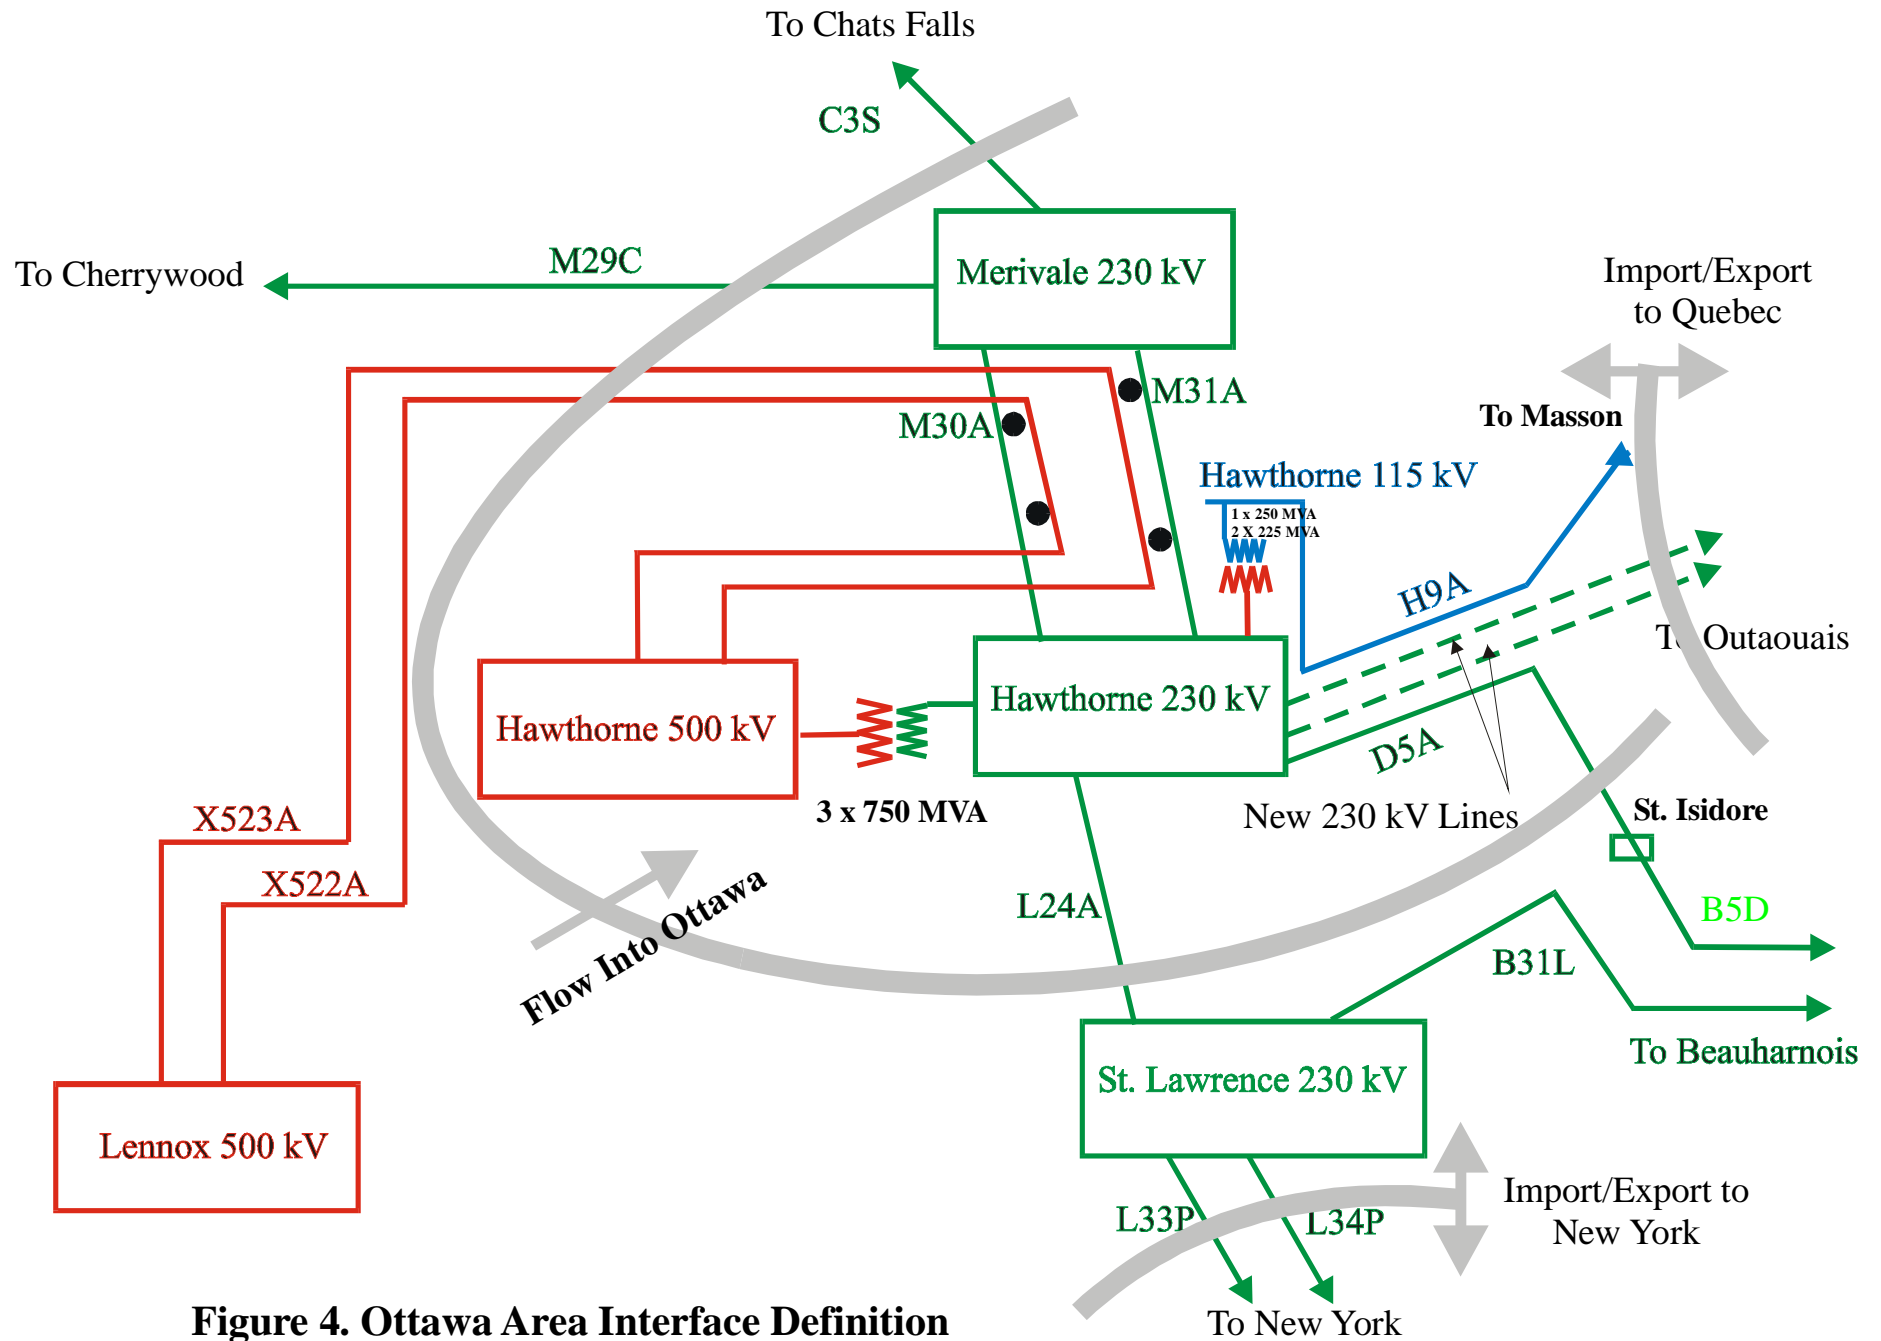 To Chats Falls
C3S
To Cherrywood
M29C
Merivale 230 kV
Import/Export
to Quebec
M30A
M31A
To Masson
Hawthorne 115 kV
1 x 250 MVA
2 X 225 MVA
H9A
To Outaouais
Hawthorne 500 kV
Hawthorne 230 kV
D5A
3 x 750 MVA
New 230 kV Lines
St. Isidore
X523A
X522A
Flow Into Ottawa
L24A
B5D
B31L
To Beauharnois
St. Lawrence 230 kV
Lennox 500 kV
L33P
L34P
Import/Export to
New York
To New York
Figure 4. Ottawa Area Interface Definition